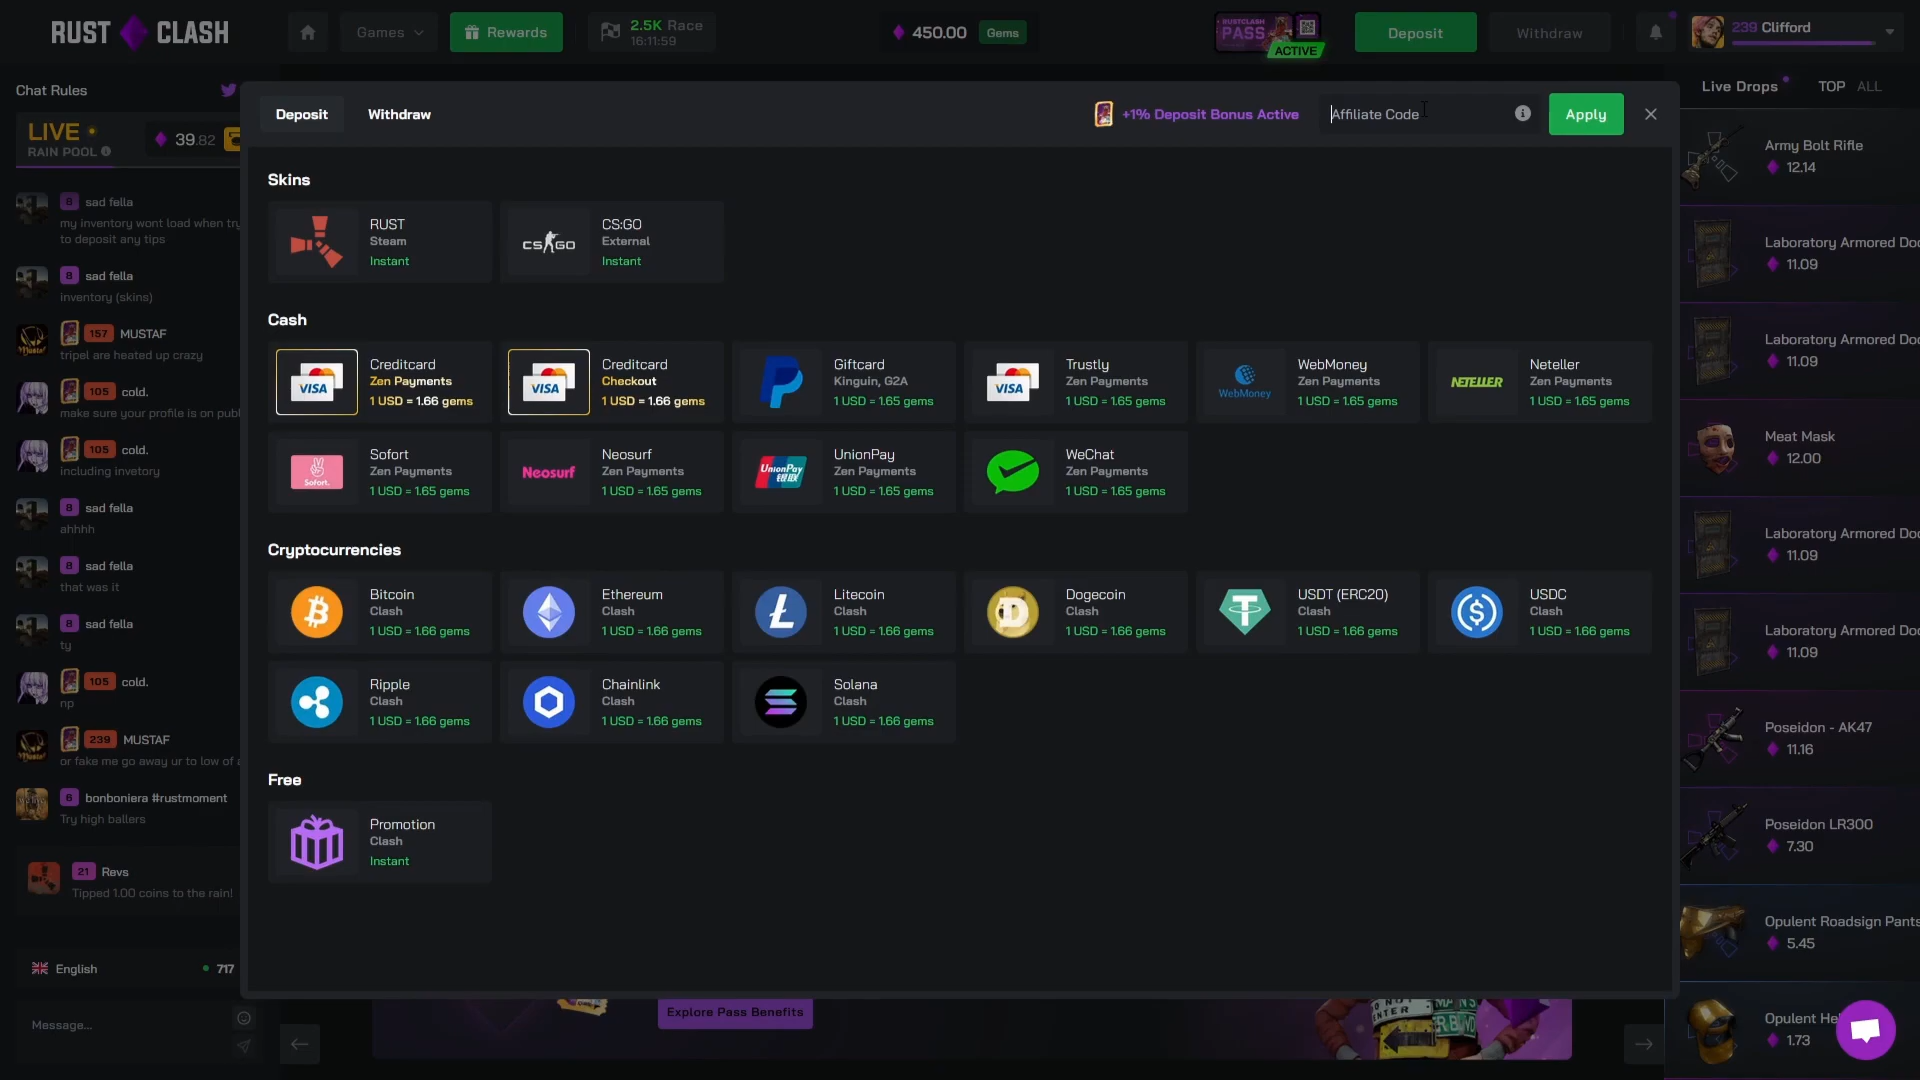 RUST CLASH
Games
Rewards
2.5K Race
16:11:59
450.00
Gems
RUSTCLASH
PASS
ACTIVE
Deposit
Withdraw
239 Clifford
Chat Rules
LIVE
RAIN POOL
39.82
8 sad fella
my inventory wont load when try
to deposit any tips
8 sad fella
inventory (skins)
157 MUSTAF
tripel are heated up crazy
105 cold.
make sure your profile is on publ
105 cold.
including invetory
8 sad fella
ahhhh
8 sad fella
that was it
8 sad fella
ty
105 cold.
np
239 MUSTAF
or fake me go away ur to low of a
6 bonboniera #rustmoment
Try high ballers
21 Revs
Tipped 1.00 coins to the rain!
English
717
Message...
Deposit
Withdraw
+1% Deposit Bonus Active
Affiliate Code
Apply
Skins
RUST
Steam
Instant
CS:GO
CS:GO
External
Instant
Cash
VISA
Creditcard
Zen Payments
1 USD = 1.66 gems
VISA
Creditcard
Checkout
1 USD = 1.66 gems
Giftcard
Kinguin, G2A
1 USD = 1.65 gems
VISA
Trustly
Zen Payments
1 USD = 1.65 gems
WebMoney
WebMoney
Zen Payments
1 USD = 1.65 gems
NETELLER
Neteller
Zen Payments
1 USD = 1.65 gems
Sofort.
Sofort
Zen Payments
1 USD = 1.65 gems
Neosurf
Neosurf
Zen Payments
1 USD = 1.65 gems
UnionPay
银联
UnionPay
Zen Payments
1 USD = 1.65 gems
WeChat
Zen Payments
1 USD = 1.65 gems
Cryptocurrencies
Bitcoin
Clash
1 USD = 1.66 gems
Ethereum
Clash
1 USD = 1.66 gems
Litecoin
Clash
1 USD = 1.66 gems
Dogecoin
Clash
1 USD = 1.66 gems
USDT (ERC20)
Clash
1 USD = 1.66 gems
USDC
Clash
1 USD = 1.66 gems
Ripple
Clash
1 USD = 1.66 gems
Chainlink
Clash
1 USD = 1.66 gems
Solana
Clash
1 USD = 1.66 gems
Free
Promotion
Clash
Instant
Explore Pass Benefits
Live Drops
TOP
ALL
Army Bolt Rifle
12.14
Laboratory Armored Doo
11.09
Laboratory Armored Doo
11.09
Meat Mask
12.00
Laboratory Armored Doo
11.09
Laboratory Armored Doo
11.09
Poseidon - AK47
11.16
Poseidon LR300
7.30
Opulent Roadsign Pants
5.45
Opulent He
1.73